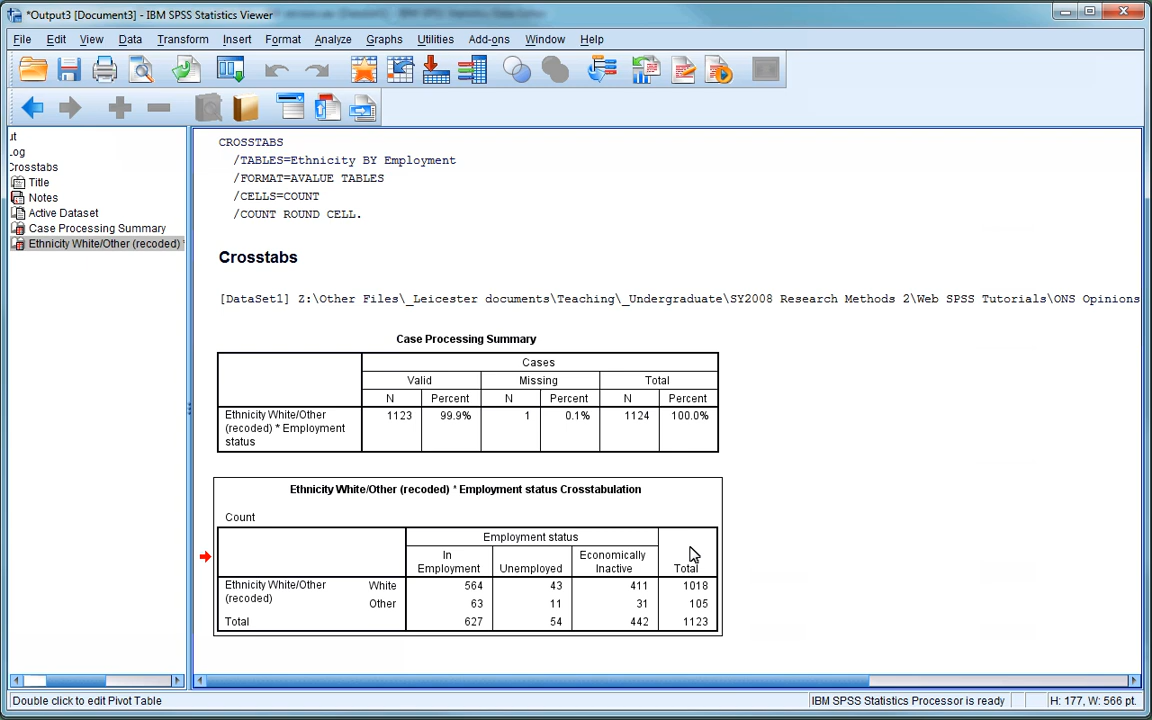 *Output3 [Document3] - IBM SPSS Statistics Viewer
File Edit View Data Transform Insert Format Analyze Graphs Utilities Add-ons Window Help
ut
Log
Crosstabs
Title
Notes
Active Dataset
Case Processing Summary
Ethnicity White/Other (recoded) *
CROSSTABS
/TABLES=Ethnicity BY Employment
/FORMAT=AVALUE TABLES
/CELLS=COUNT
/COUNT ROUND CELL.
Crosstabs
[DataSet1] Z:\Other Files\_Leicester documents\Teaching\_Undergraduate\SY2008 Research Methods 2\Web SPSS Tutorials\ONS Opinions
Case Processing Summary
Cases
Valid Missing Total
N Percent N Percent N Percent
Ethnicity White/Other 1123 99.9% 1 0.1% 1124 100.0%
(recoded) * Employment
status
Ethnicity White/Other (recoded) * Employment status Crosstabulation
Count
Employment status
In Employment Unemployed Economically Inactive Total
Ethnicity White/Other White 564 43 411 1018
(recoded) Other 63 11 31 105
Total 627 54 442 1123
Double click to edit Pivot Table
IBM SPSS Statistics Processor is ready
H: 177, W: 566 pt.